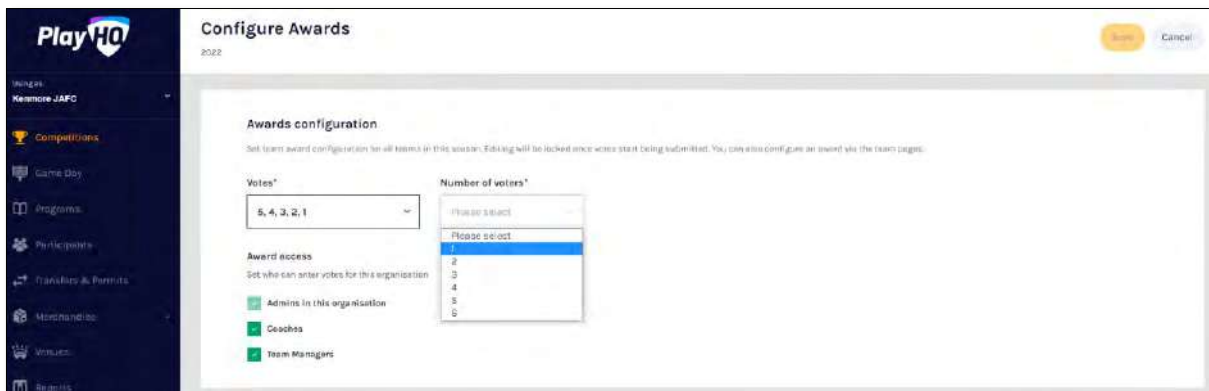 PlayHQ
Kenmore JAFC
Competitions
Game Day
Programs
Participants
Transfers & Permits
Merchandise
Venues
Reports
Configure Awards
2022
Save
Cancel
Awards configuration
Set team award configuration for all teams in this season. Editing will be locked once votes start being submitted. You can also configure an award via the team pages.
Votes*
Number of voters*
5, 4, 3, 2, 1
Please select
Please select
1
2
3
4
5
6
Award access
Set who can enter votes for this organisation
Admins in this organisation
Coaches
Team Managers